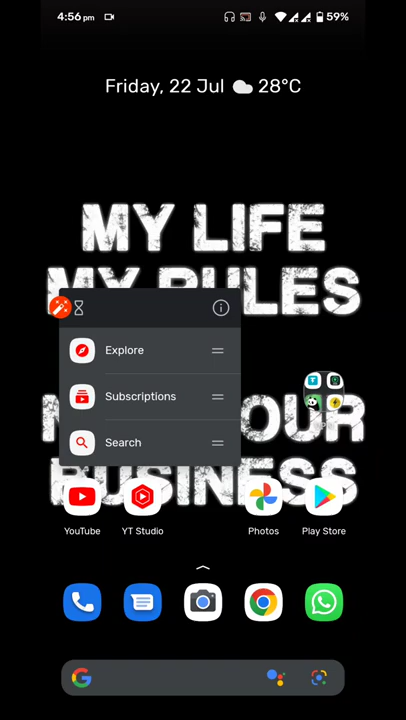 4:56 pm
59%
Friday, 22 Jul 28°C
MY LIFE
MY RULES
Explore
Subscriptions
Search
OUR
BUSINESS
YouTube
YT Studio
Photos
Play Store